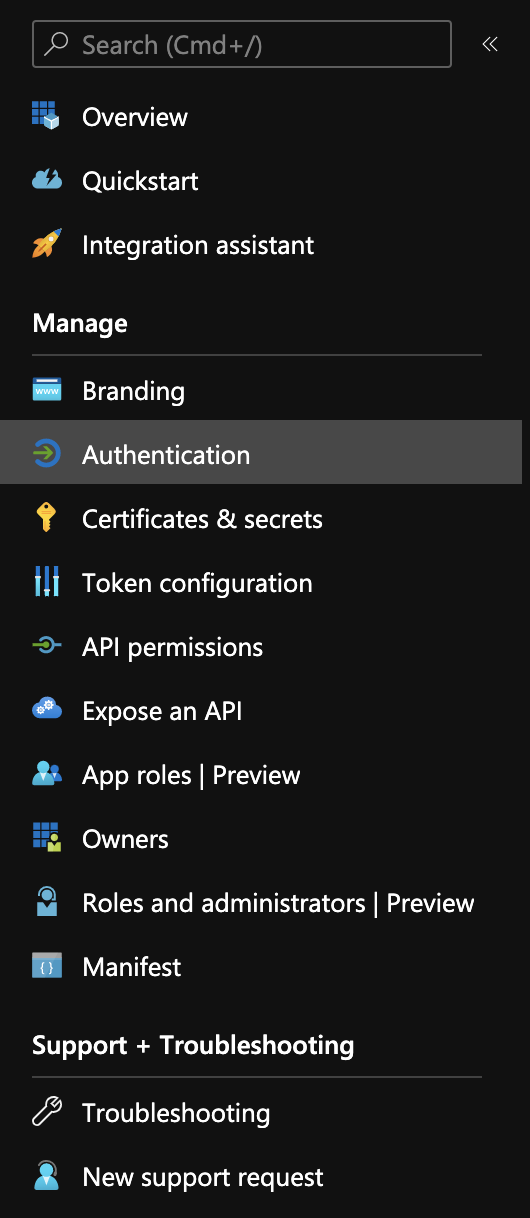 Search (Cmd+/)
Overview
Quickstart
Integration assistant
Manage
www
Branding
Authentication
Certificates & secrets
Token configuration
API permissions
Expose an API
App roles | Preview
Owners
Roles and administrators | Preview
Manifest
Support + Troubleshooting
Troubleshooting
New support request